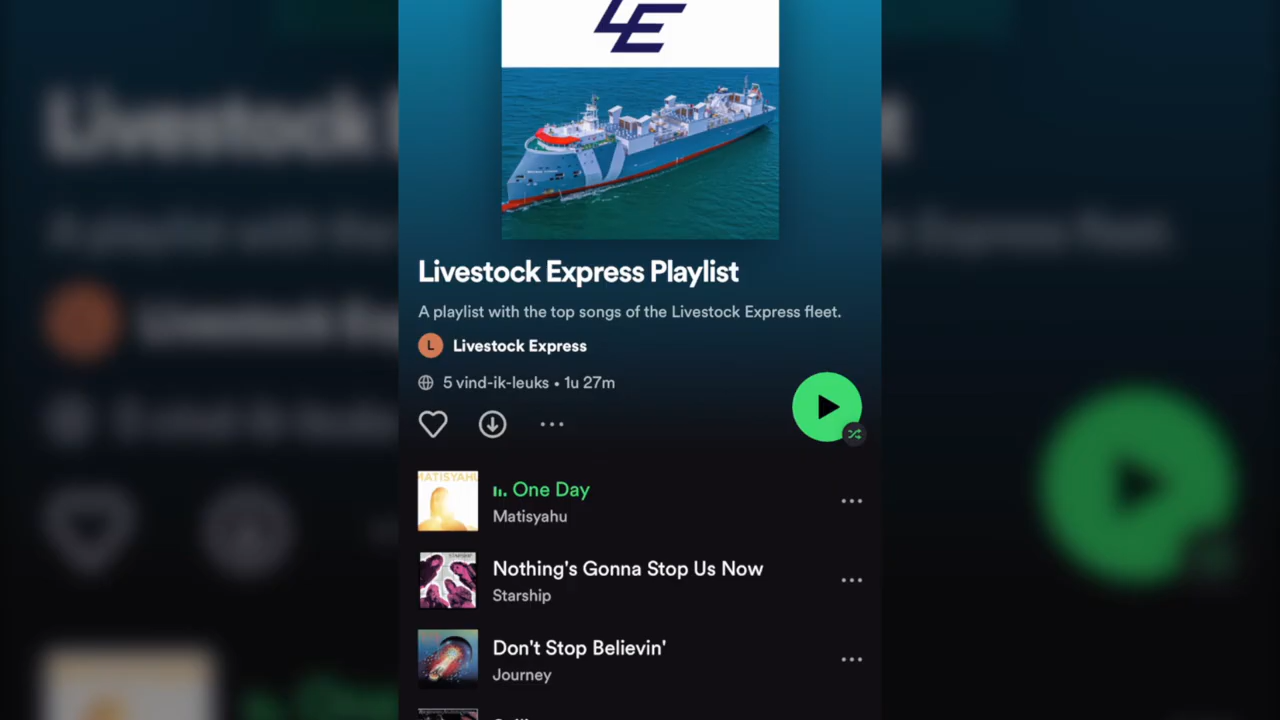 LE
Livestock Express Playlist
A playlist with the top songs of the Livestock Express fleet.
L
Livestock Express
5 vind-ik-leuks • 1u 27m
MATISYAHU
One Day
Matisyahu
Nothing's Gonna Stop Us Now
Starship
Don't Stop Believin'
Journey